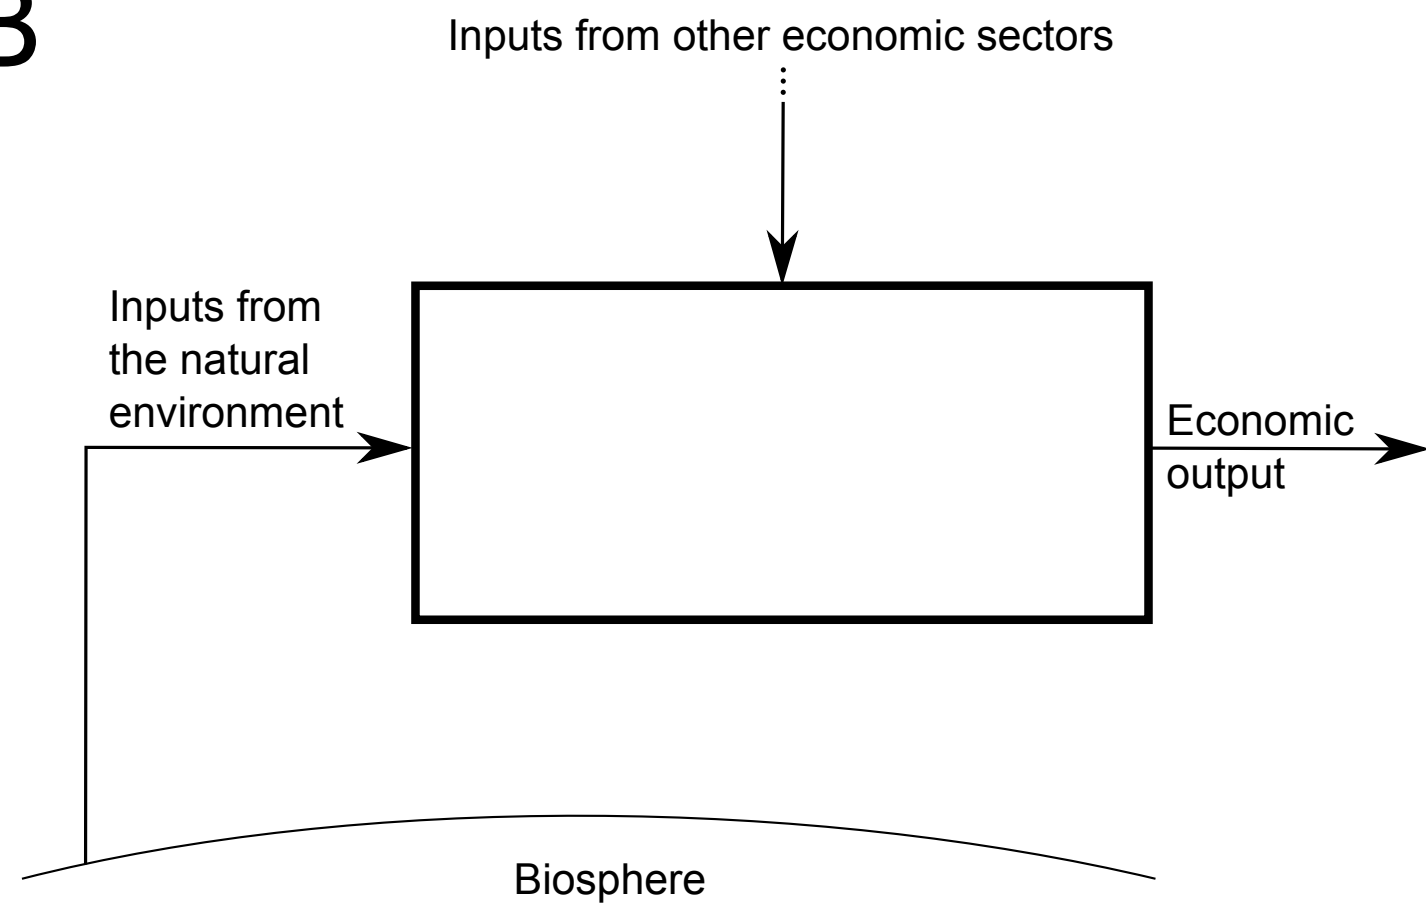 B
Inputs from other economic sectors
Inputs from
the natural
environment
Economic
output
Biosphere